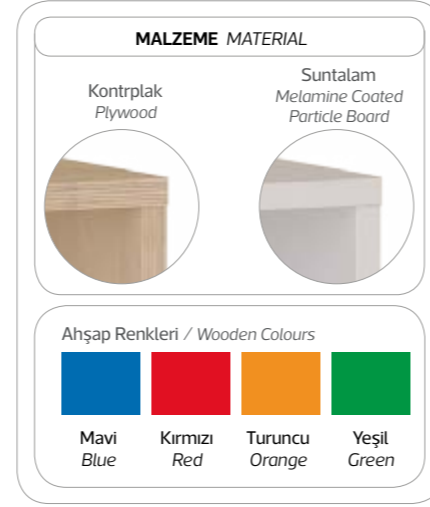 MALZEME MATERIAL
Kontrplak
Plywood
Suntalam
Melamine Coated
Particle Board
Ahşap Renkleri / Wooden Colours
Mavi
Blue
Kırmızı
Red
Turuncu
Orange
Yeşil
Green